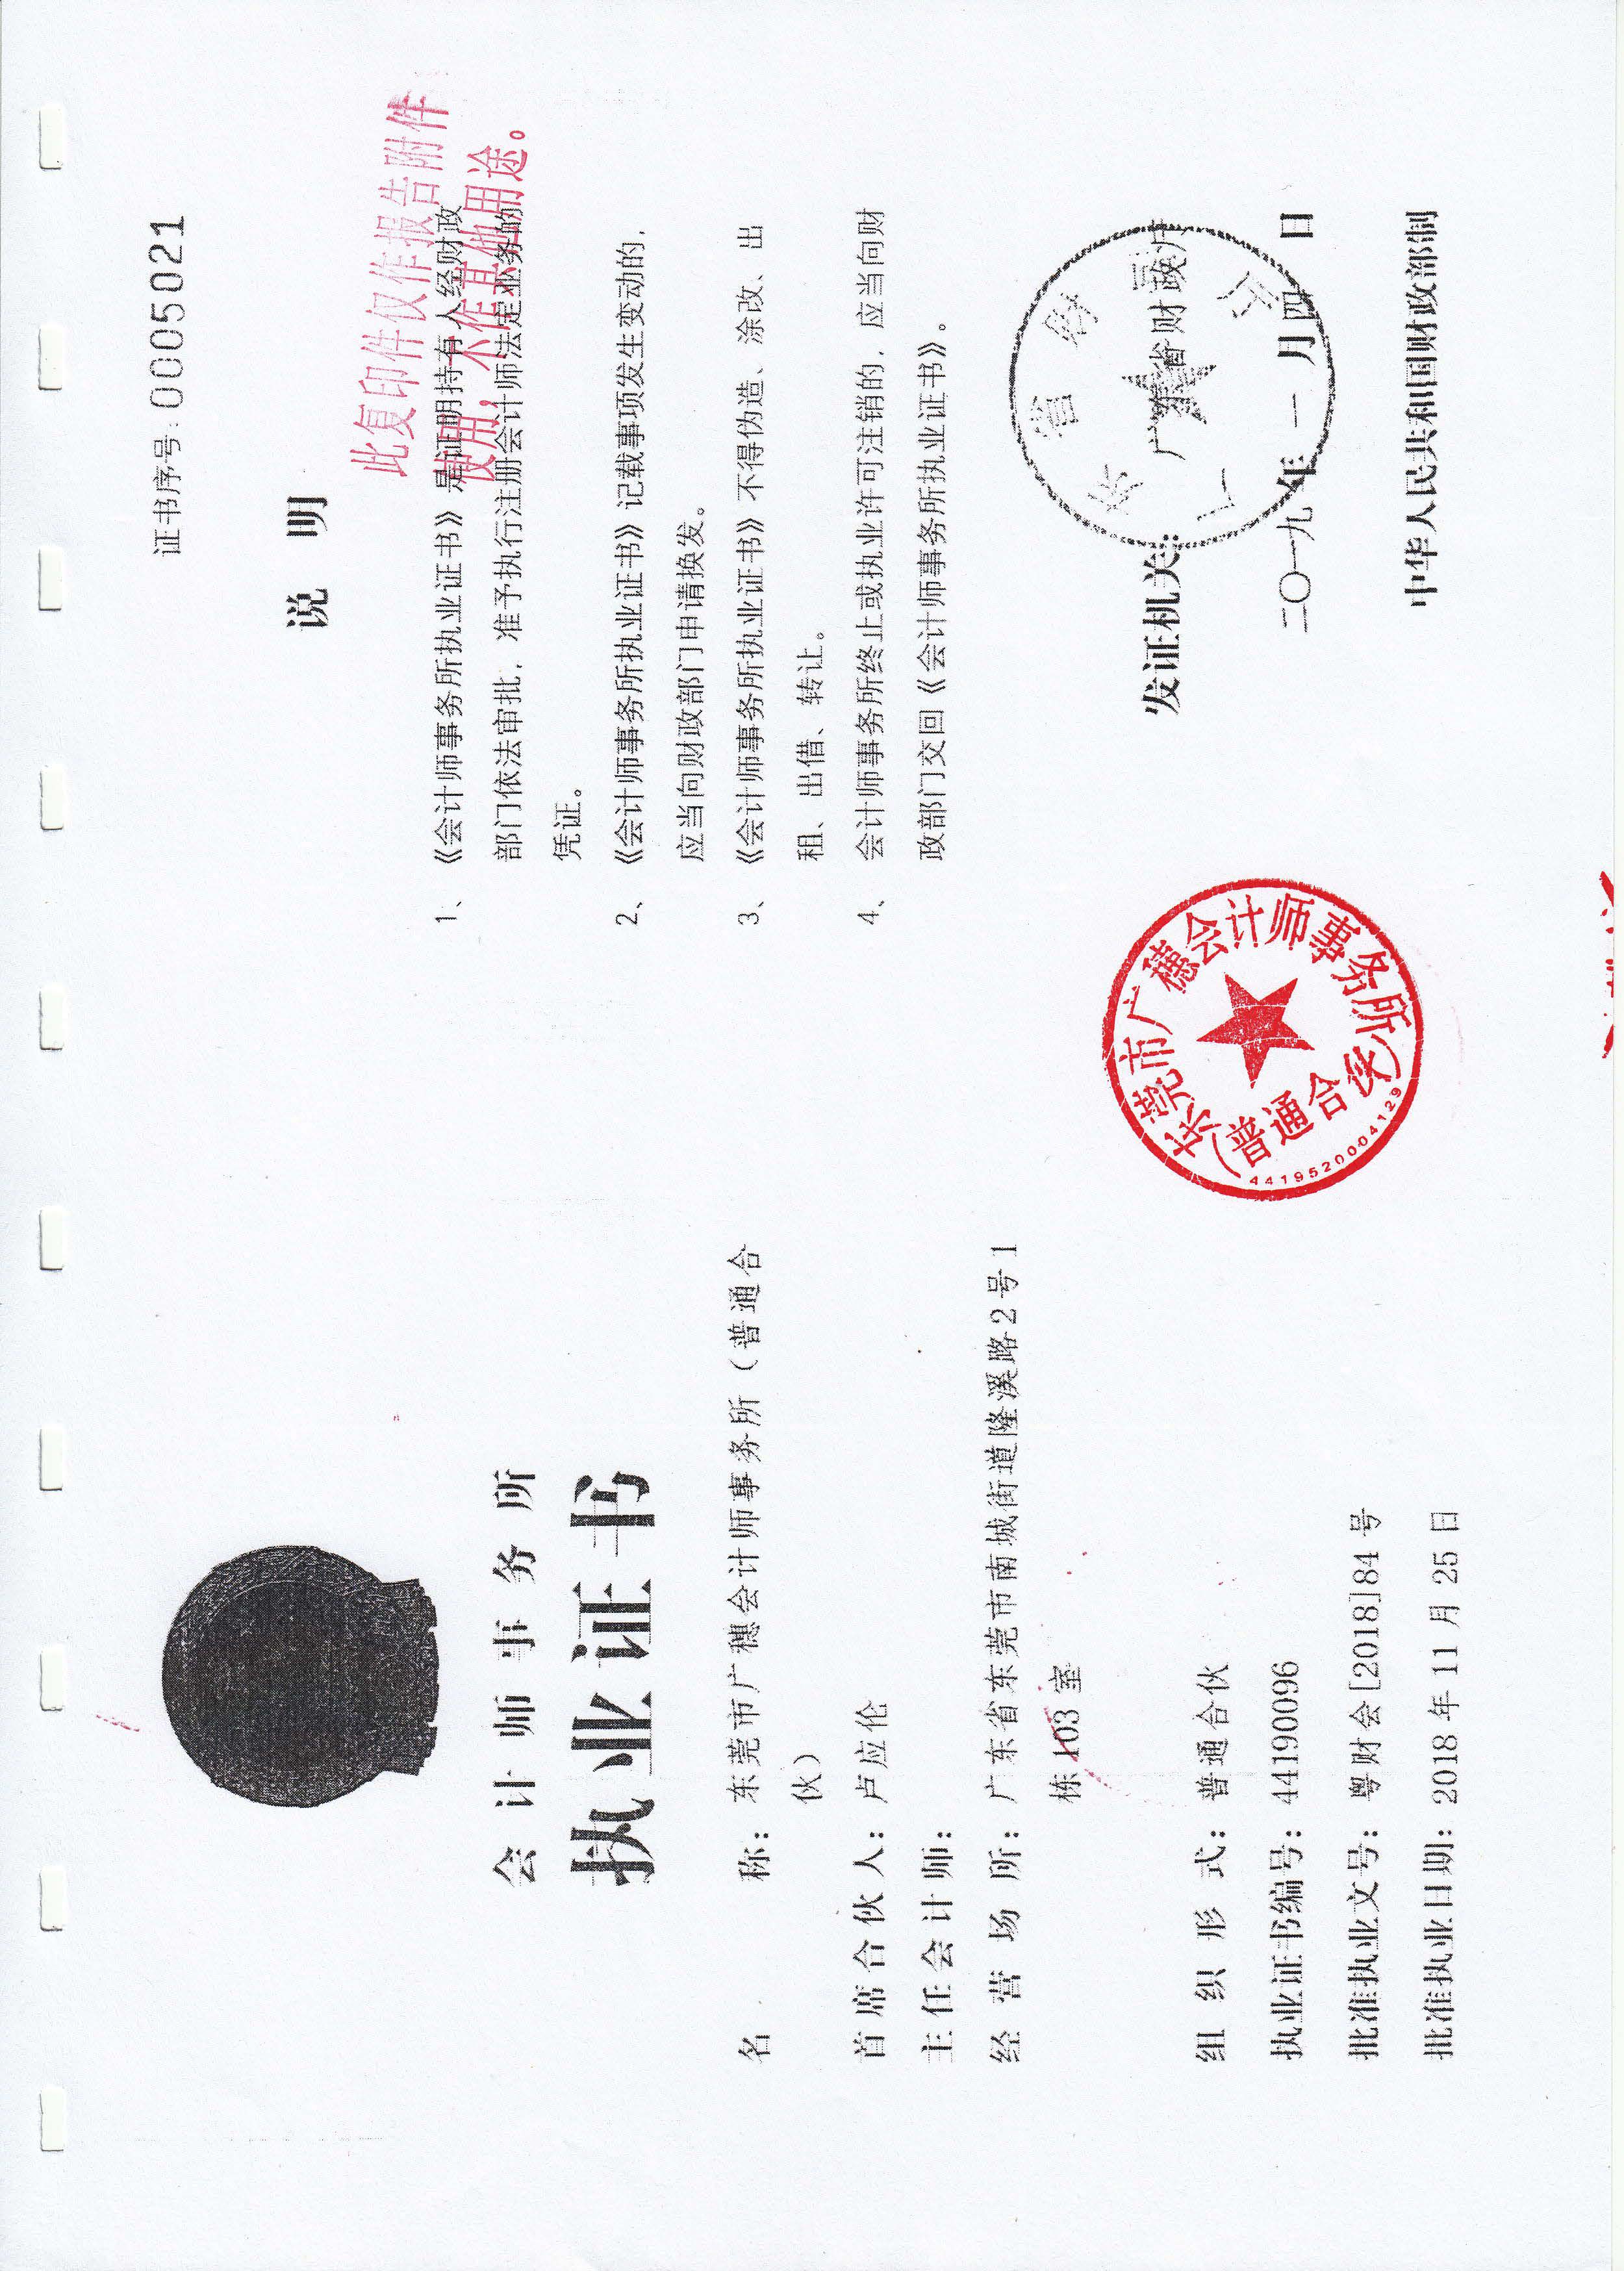 会计师事务所
执业证书
名 称：东莞市广穗会计师事务所（普通合
伙）
首席合伙人：卢应伦
主任会计师：
经营场所：广东省东莞市南城街道隆溪路2号1
栋103室
组织形式：普通合伙
执业证书编号：44190096
批准执业文号：粤财会[2018]84号
批准执业日期：2018年11月25日
东莞市广穗会计师事务所
（普通合伙）
4419520004129
证书序号：0005021
说 明
此复印件仅作报告附件
使用，不作其他用途。
1、《会计师事务所执业证书》是证明持有人经财政
部门依法审批，准予执行注册会计师法定业务的
凭证。
2、《会计师事务所执业证书》记载事项发生变动的，
应当向财政部门申请换发。
3、《会计师事务所执业证书》不得伪造、涂改、出
租、出借、转让。
4、会计师事务所终止或执业许可注销的，应当向财
政部门交回《会计师事务所执业证书》。
发证机关：广东省财政厅
广东省财政厅
二〇一九年一月四日
中华人民共和国财政部制